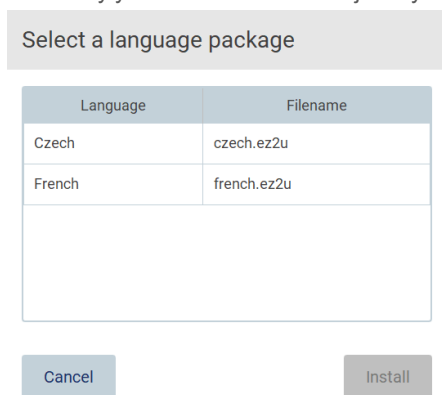 Select a language package
Language Filename
Czech czech.ez2u
French french.ez2u
Cancel Install